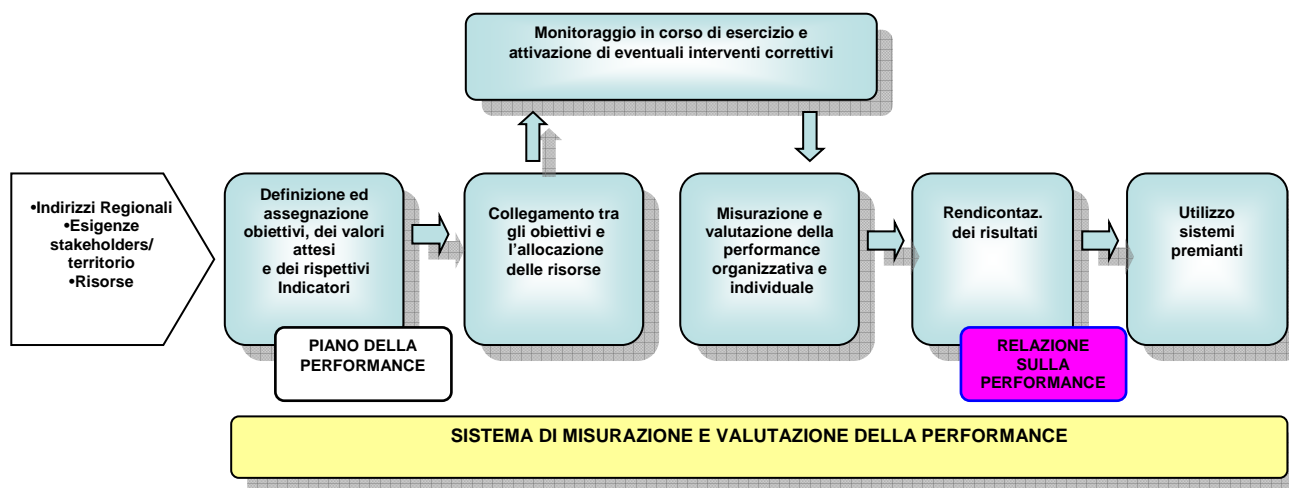 Monitoraggio in corso di esercizio e
attivazione di eventuali interventi correttivi
•Indirizzi Regionali
•Esigenze
stakeholders/
territorio
•Risorse
Definizione ed
assegnazione
obiettivi, dei valori
attesi
e dei rispettivi
Indicatori
PIANO DELLA
PERFORMANCE
Collegamento tra
gli obiettivi e
l’allocazione
delle risorse
Misurazione e
valutazione della
performance
organizzativa e
individuale
Rendicontaz.
dei risultati
RELAZIONE
SULLA
PERFORMANCE
Utilizzo
sistemi
premianti
SISTEMA DI MISURAZIONE E VALUTAZIONE DELLA PERFORMANCE